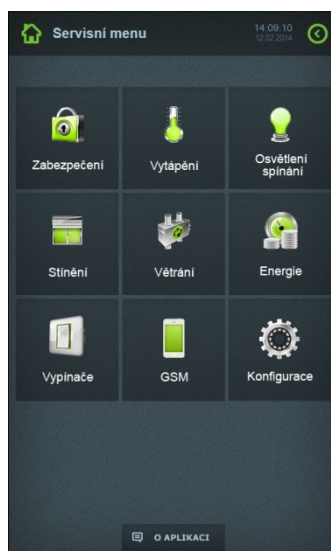 Servisní menu
14:09:10
12.02.2014
Zabezpečení
Vytápění
Osvětlení
spínání
Stínění
Větrání
Energie
Vypínače
GSM
Konfigurace
O APLIKACI